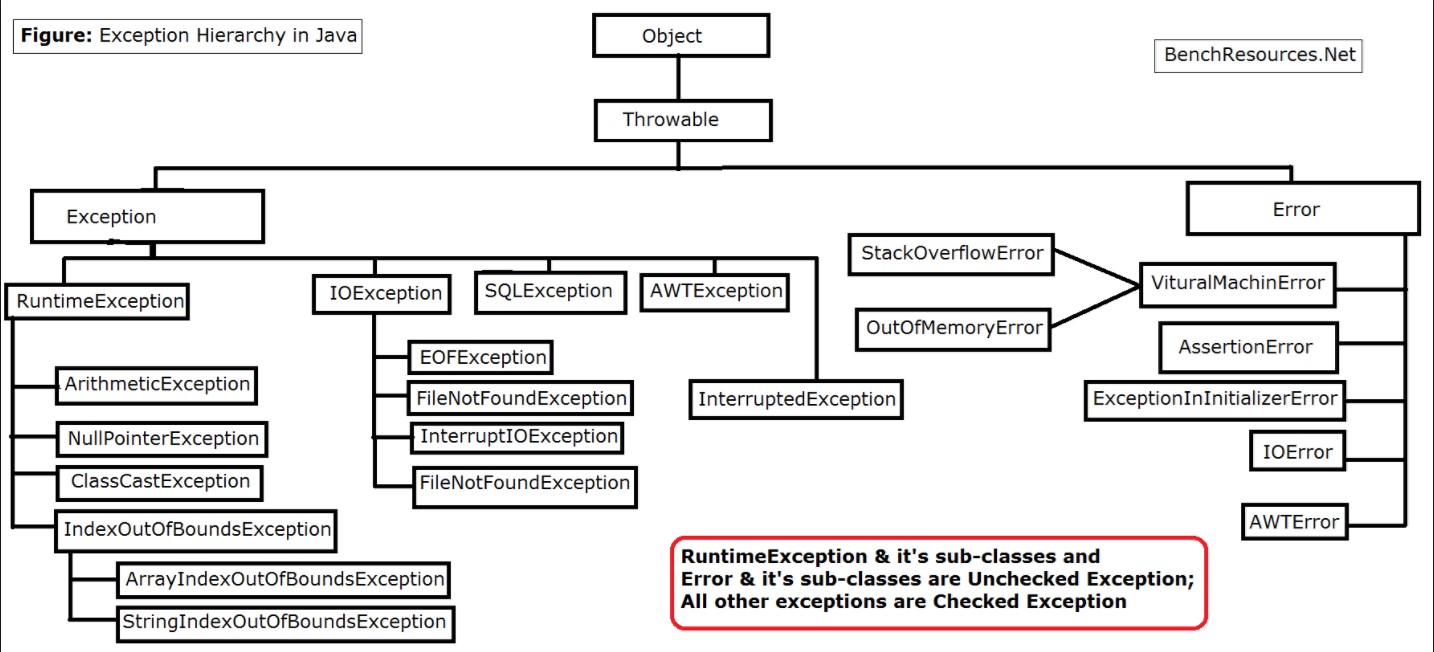 Figure: Exception Hierarchy in Java
Object
BenchResources.Net
Throwable
Exception
Error
RuntimeException
IOException
SQLException
AWTException
InterruptedException
ArithmeticException
NullPointerException
ClassCastException
IndexOutOfBoundsException
ArrayIndexOutOfBoundsException
StringIndexOutOfBoundsException
EOFException
FileNotFoundException
InterruptIOException
FileNotFoundException
StackOverflowError
OutOfMemoryError
VituralMachinError
AssertionError
ExceptionInInitializerError
IOError
AWTError
RuntimeException & it's sub-classes and
Error & it's sub-classes are Unchecked Exception;
All other exceptions are Checked Exception